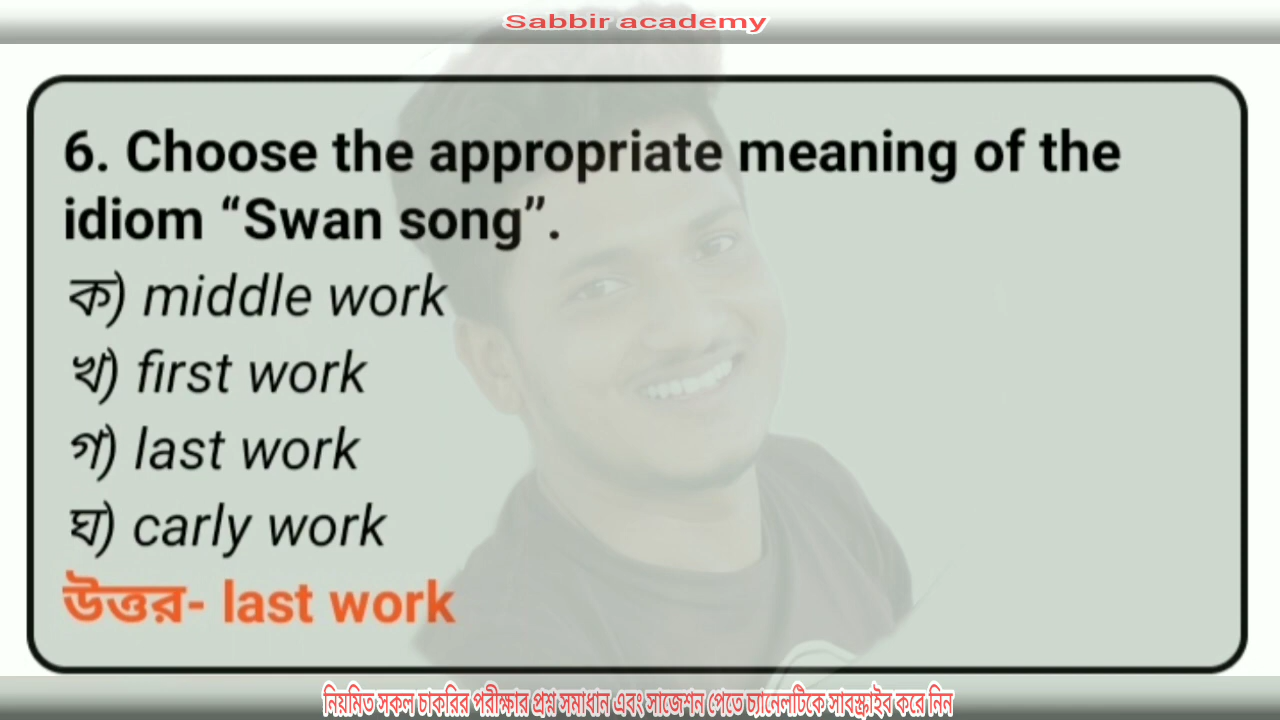 Sabbir academy
6. Choose the appropriate meaning of the
idiom “Swan song”.
ক) middle work
খ) first work
গ) last work
ঘ) carly work
উত্তর- last work
নিয়মিত সকল চাকরির পরীক্ষার প্রশ্ন সমাধান এবং সাজেশন পেতে চ্যানেলটিকে সাবস্ক্রাইব করে নিন